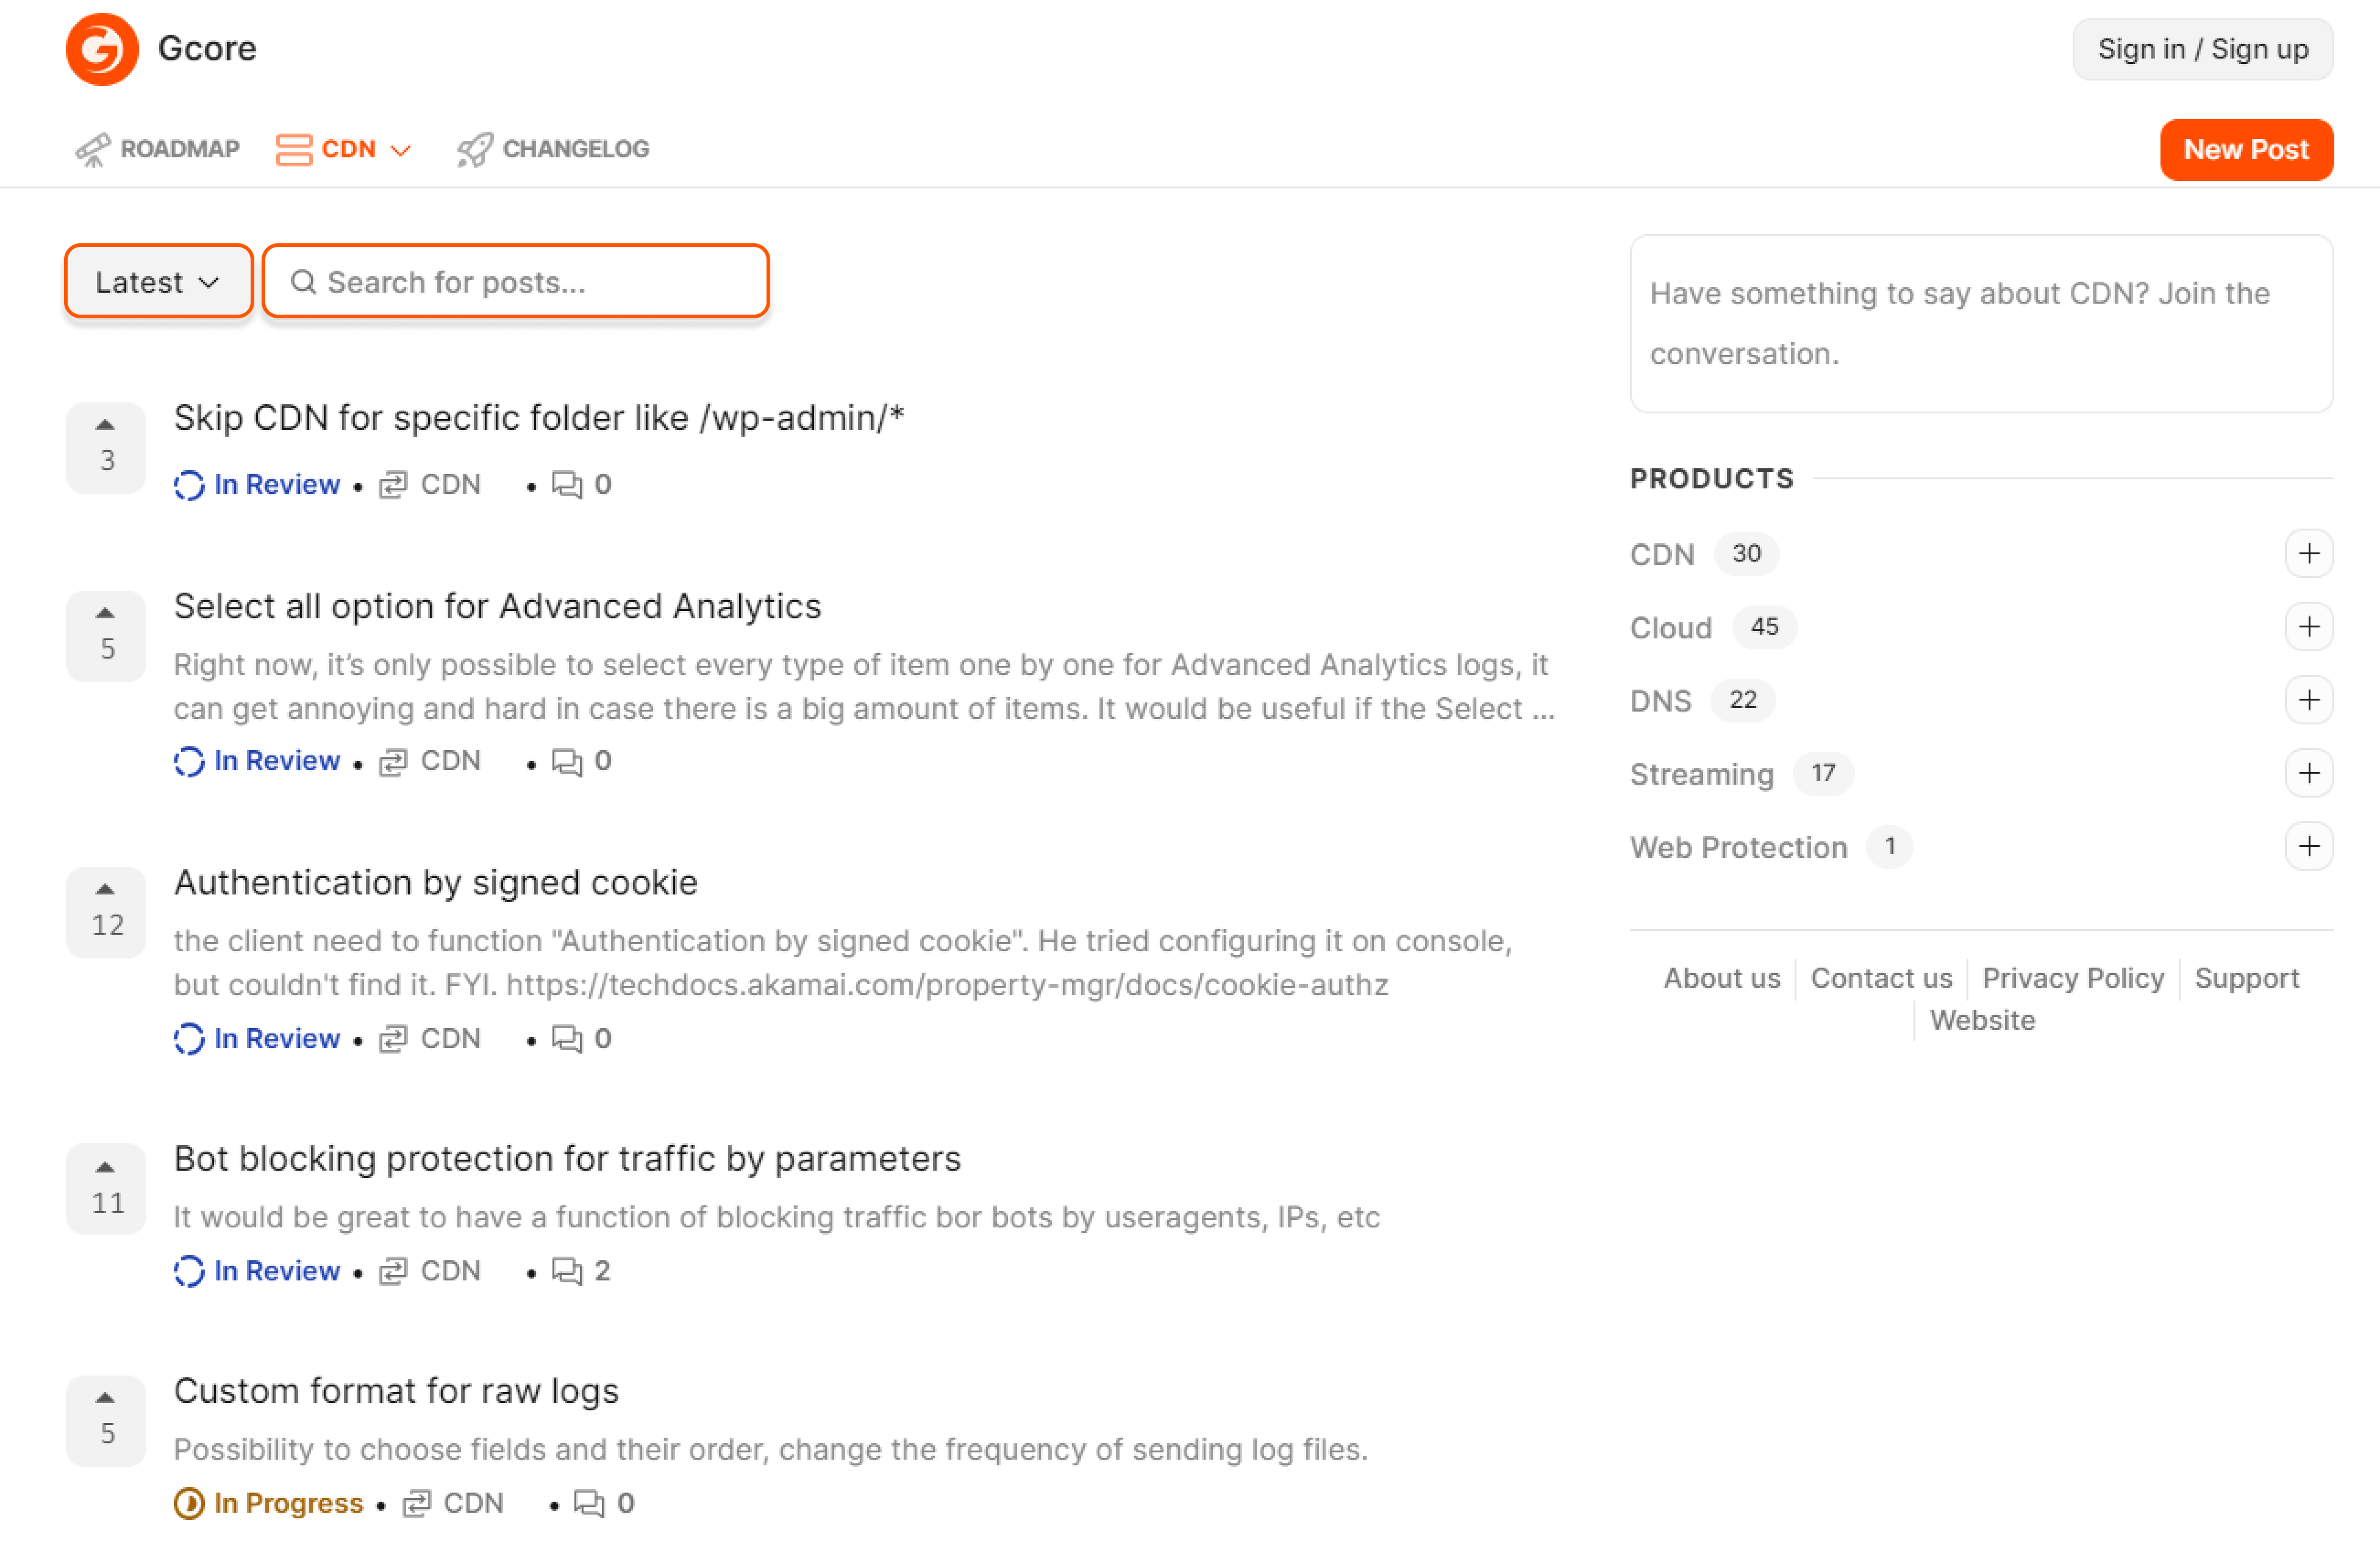 Gcore
Sign in / Sign up
ROADMAP
CDN
CHANGELOG
New Post
Latest
Search for posts...
Skip CDN for specific folder like /wp-admin/*
3
In Review • CDN • 0
Select all option for Advanced Analytics
5
Right now, it’s only possible to select every type of item one by one for Advanced Analytics logs, it
can get annoying and hard in case there is a big amount of items. It would be useful if the Select ...
In Review • CDN • 0
Authentication by signed cookie
12
the client need to function "Authentication by signed cookie". He tried configuring it on console,
but couldn't find it. FYI. https://techdocs.akamai.com/property-mgr/docs/cookie-authz
In Review • CDN • 0
Bot blocking protection for traffic by parameters
11
It would be great to have a function of blocking traffic bor bots by useragents, IPs, etc
In Review • CDN • 2
Custom format for raw logs
5
Possibility to choose fields and their order, change the frequency of sending log files.
In Progress • CDN • 0
Have something to say about CDN? Join the
conversation.
PRODUCTS
CDN 30
Cloud 45
DNS 22
Streaming 17
Web Protection 1
About us
Contact us
Privacy Policy
Support
Website